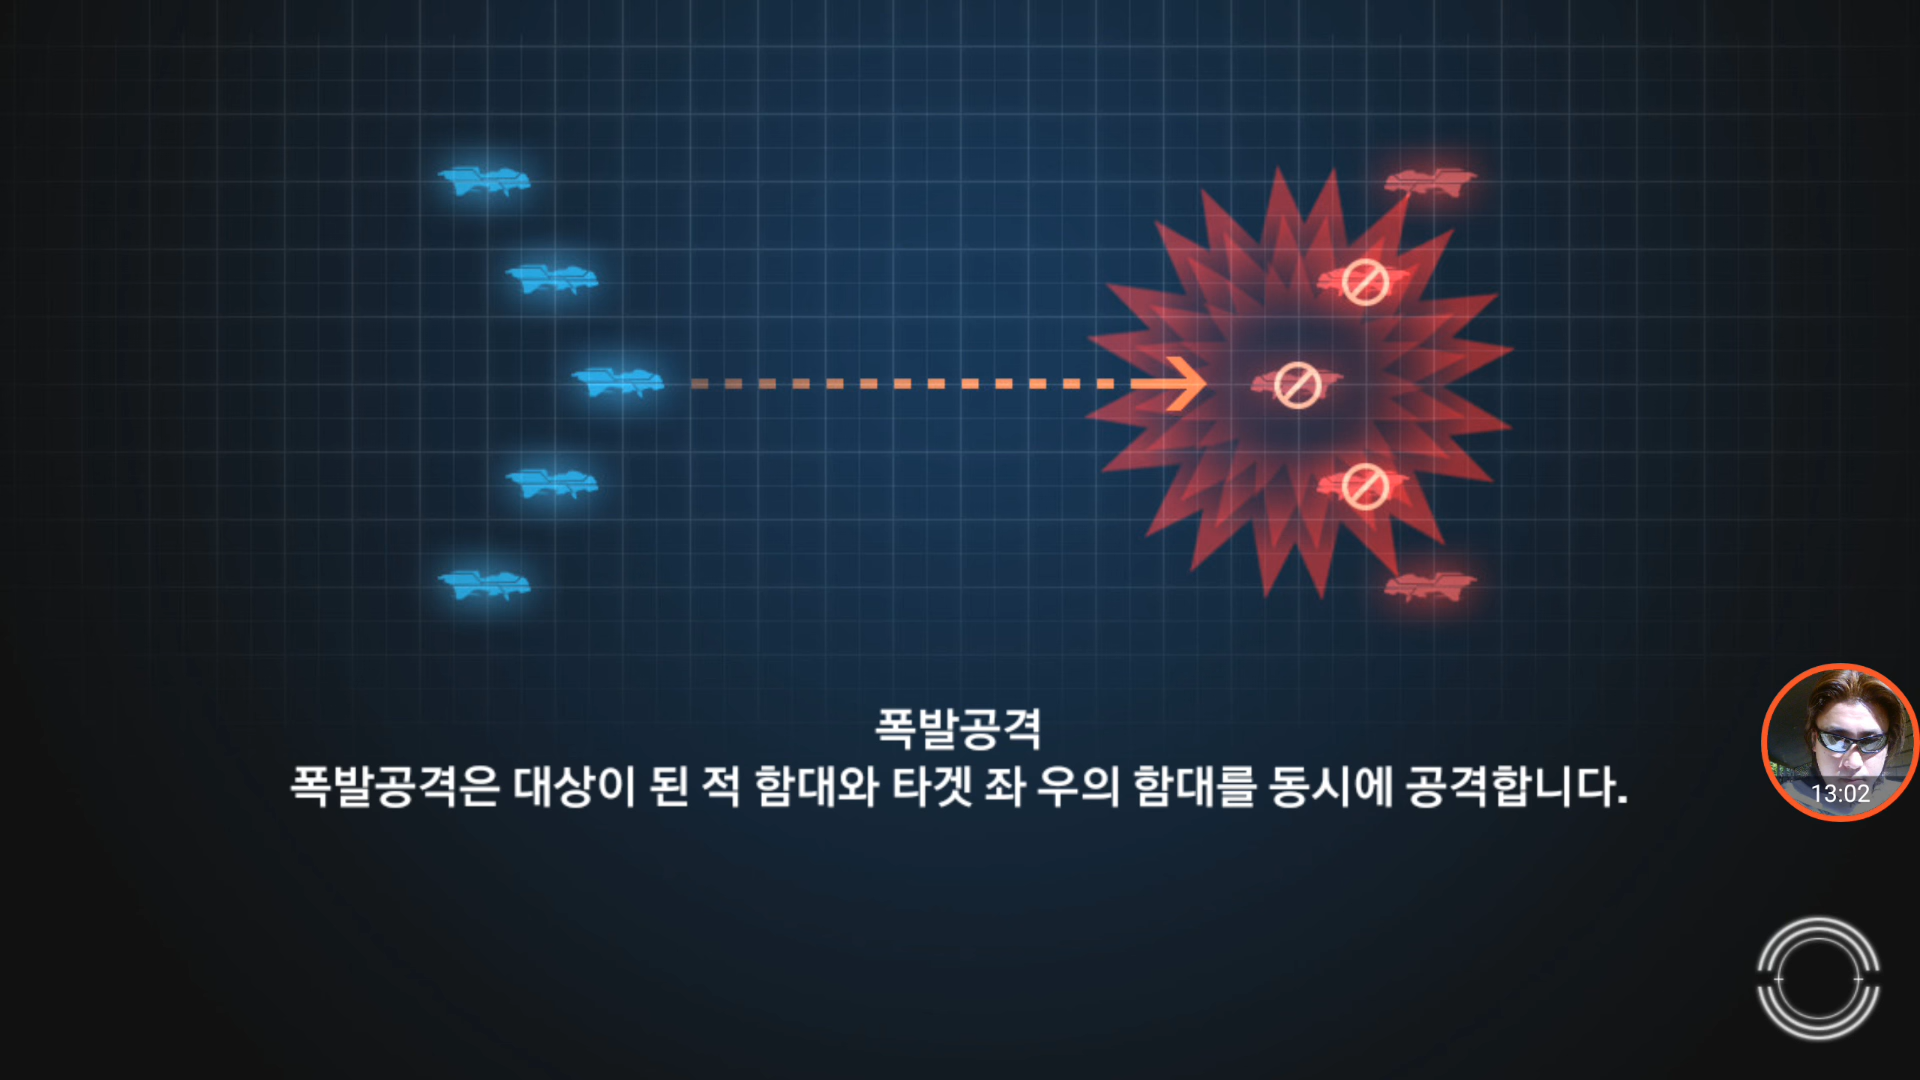 폭발공격
폭발공격은 대상이 된 적 함대와 타겟 좌 우의 함대를 동시에 공격합니다.
13:02